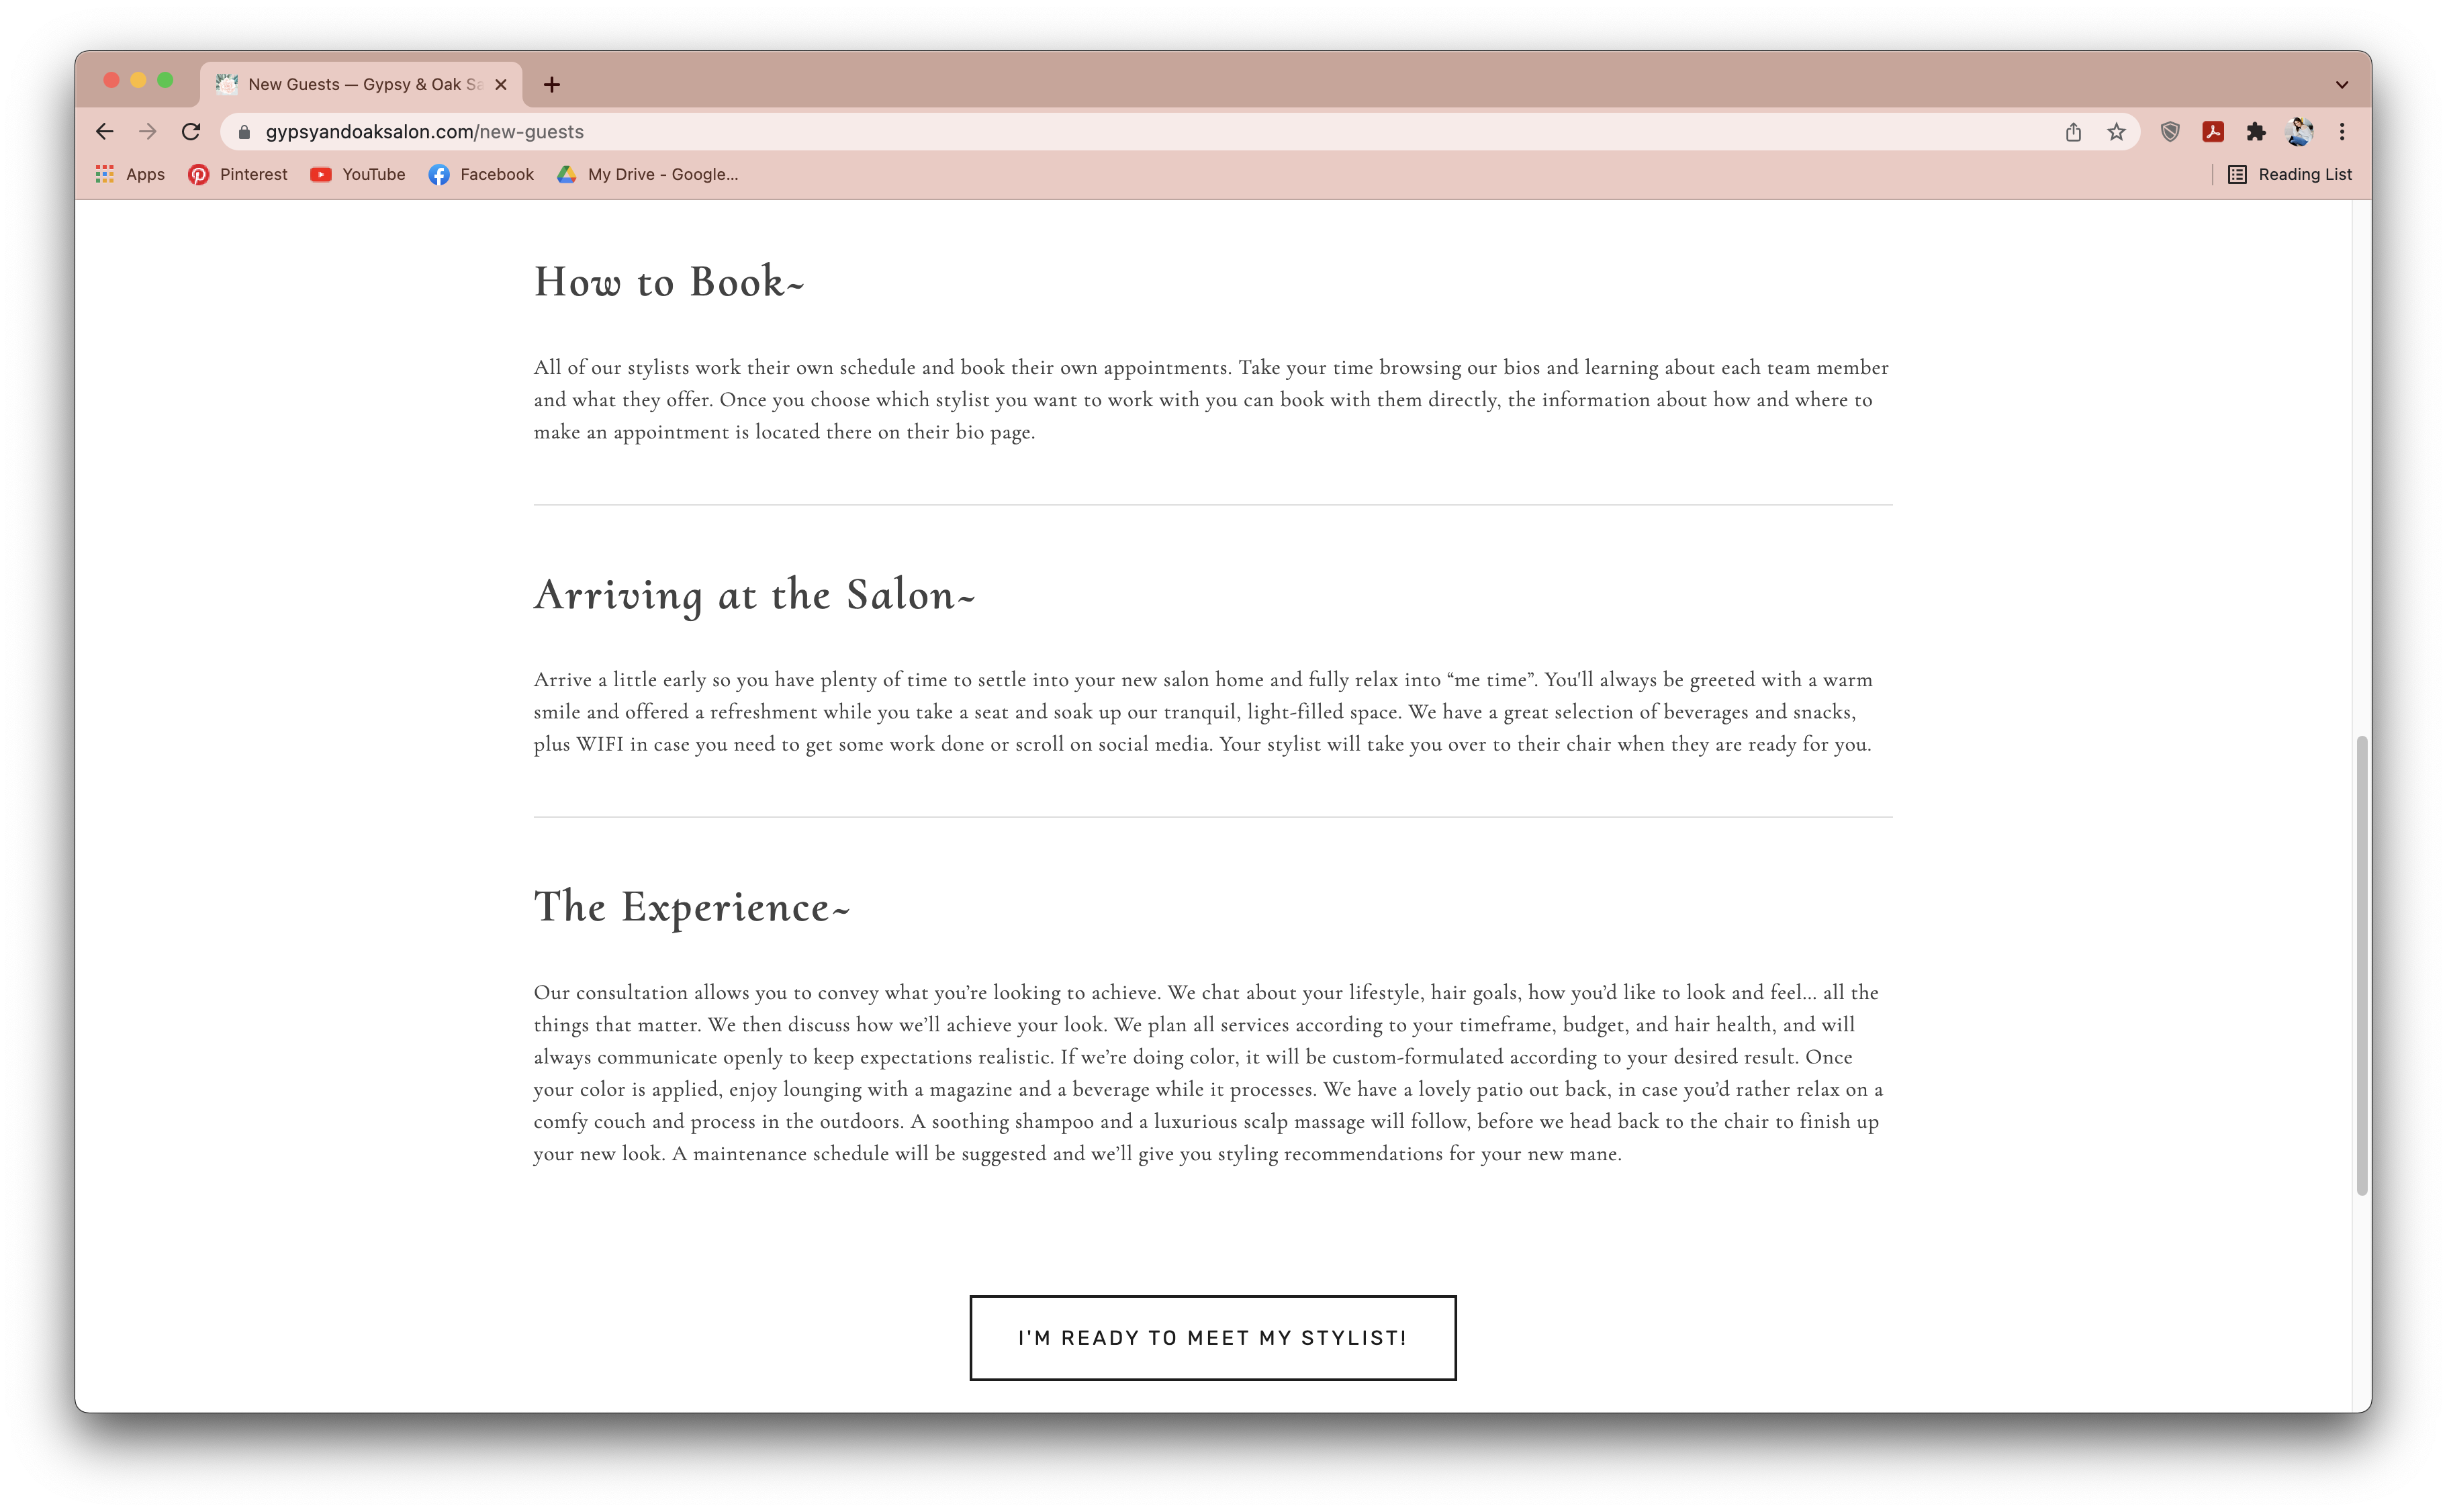 New Guests — Gypsy & Oak Sa
gypsyandoaksalon.com/new-guests
Apps Pinterest YouTube Facebook My Drive - Google... Reading List
How to Book~
All of our stylists work their own schedule and book their own appointments. Take your time browsing our bios and learning about each team member
and what they offer. Once you choose which stylist you want to work with you can book with them directly, the information about how and where to
make an appointment is located there on their bio page.
Arriving at the Salon~
Arrive a little early so you have plenty of time to settle into your new salon home and fully relax into “me time”. You'll always be greeted with a warm
smile and offered a refreshment while you take a seat and soak up our tranquil, light-filled space. We have a great selection of beverages and snacks,
plus WIFI in case you need to get some work done or scroll on social media. Your stylist will take you over to their chair when they are ready for you.
The Experience~
Our consultation allows you to convey what you’re looking to achieve. We chat about your lifestyle, hair goals, how you’d like to look and feel... all the
things that matter. We then discuss how we’ll achieve your look. We plan all services according to your timeframe, budget, and hair health, and will
always communicate openly to keep expectations realistic. If we’re doing color, it will be custom-formulated according to your desired result. Once
your color is applied, enjoy lounging with a magazine and a beverage while it processes. We have a lovely patio out back, in case you’d rather relax on a
comfy couch and process in the outdoors. A soothing shampoo and a luxurious scalp massage will follow, before we head back to the chair to finish up
your new look. A maintenance schedule will be suggested and we’ll give you styling recommendations for your new mane.
I'M READY TO MEET MY STYLIST!